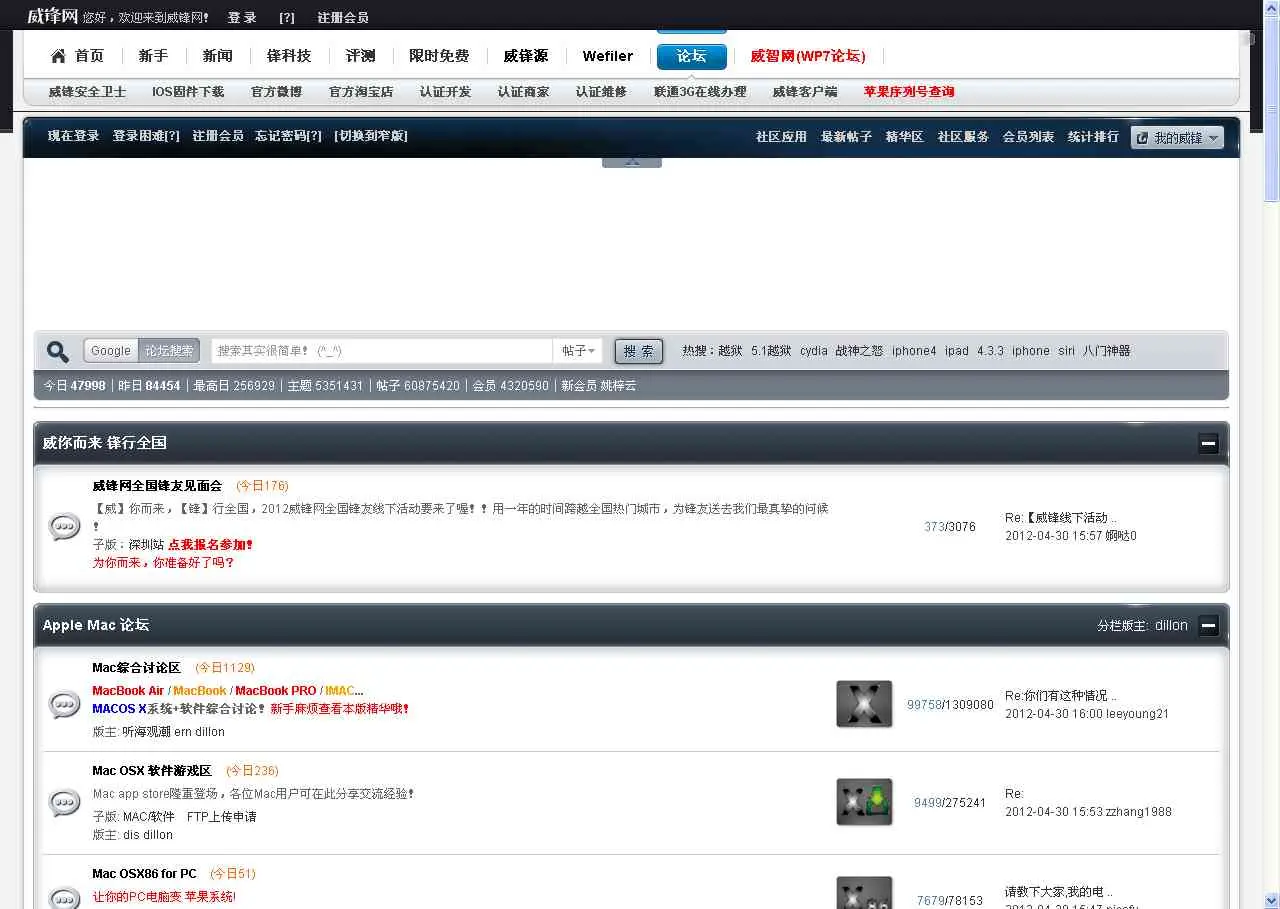 威锋网 您好，欢迎来到威锋网! 登 录 [?] 注册会员
首页 新手 新闻 锋科技 评测 限时免费 威锋源 Wefiler 论坛 威智网(WP7论坛)
威锋安全卫士 IOS固件下载 官方微博 官方淘宝店 认证开发 认证商家 认证维修 联通3G在线办理 威锋客户端 苹果序列号查询
现在登录 登录困难[?] 注册会员 忘记密码[?] [切换到窄版] 社区应用 最新帖子 精华区 社区服务 会员列表 统计排行 我的威锋
Google 论坛搜索 搜索其实很简单! (^_^) 帖子 搜 索 热搜：越狱 5.1越狱 cydia 战神之怒 iphone4 ipad 4.3.3 iphone siri 八门神器
今日 47998 | 昨日 84454 | 最高日 256929 | 主题 5351431 | 帖子 60875420 | 会员 4320590 | 新会员 姚梓云
威你而来 锋行全国
威锋网全国锋友见面会 (今日176)
【威】你而来，【锋】行全国，2012威锋网全国锋友线下活动要来了喔! ! 用一年的时间跨越全国热门城市，为锋友送去我们最真挚的问候
!
子版：深圳站 点我报名参加!
为你而来，你准备好了吗?
373/3076
Re:【威锋线下活动 ..
2012-04-30 15:57 婀哒0
Apple Mac 论坛 分栏版主: dillon
Mac综合讨论区 (今日1129)
MacBook Air / MacBook / MacBook PRO / IMAC...
MACOS X系统+软件综合讨论! 新手麻烦查看本版精华哦!
版主: 听海观潮 ern dillon
99758/1309080
Re:你们有这种情况 ..
2012-04-30 16:00 leeyoung21
Mac OSX 软件游戏区 (今日236)
Mac app store隆重登场，各位Mac用户可在此分享交流经验!
子版: MAC/软件 FTP上传申请
版主: dis dillon
9499/275241
Re:
2012-04-30 15:53 zzhang1988
Mac OSX86 for PC (今日51)
让你的PC电脑变 苹果系统!
7679/78153
请教下大家,我的电 ..